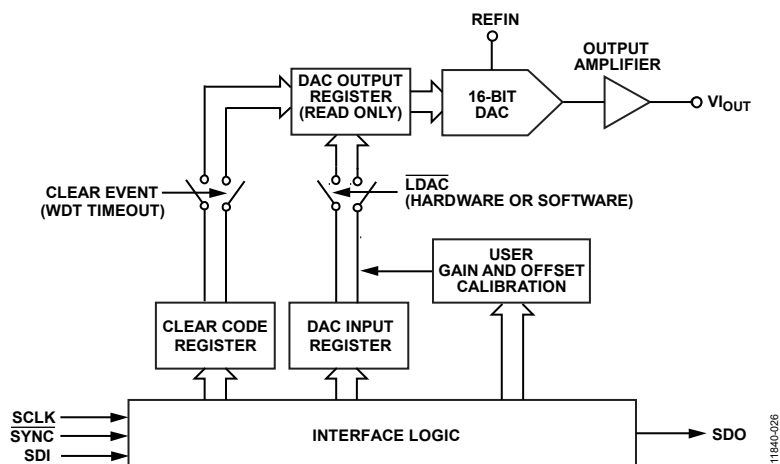 REFIN
OUTPUT
AMPLIFIER
DAC OUTPUT
REGISTER
(READ ONLY)
16-BIT
DAC
VIOUT
CLEAR EVENT
(WDT TIMEOUT)
LDAC
(HARDWARE OR SOFTWARE)
USER
GAIN AND OFFSET
CALIBRATION
CLEAR CODE
REGISTER
DAC INPUT
REGISTER
SCLK
SYNC
SDI
INTERFACE LOGIC
SDO
11840-026